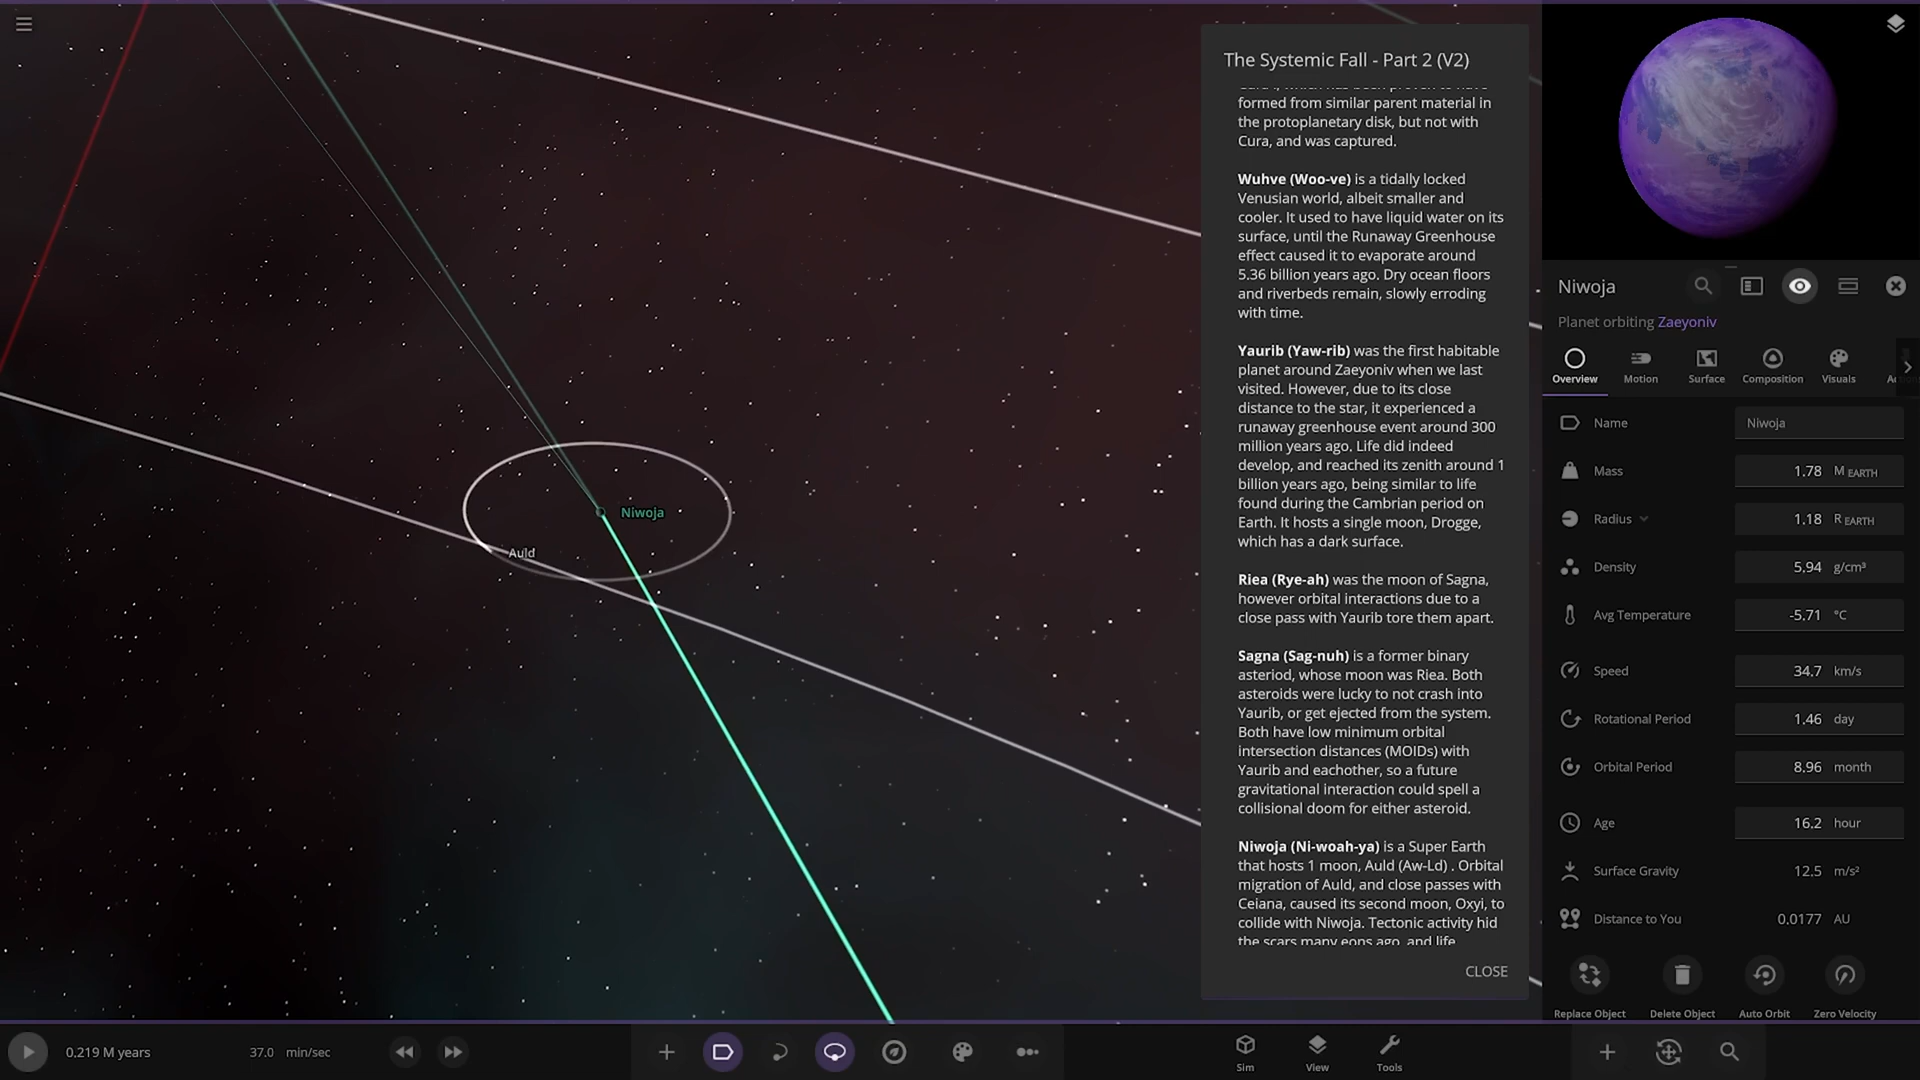 The Systemic Fall - Part 2 (V2)
formed from similar parent material in
the protoplanetary disk, but not with
Cura, and was captured.
Wuhve (Woo-ve) is a tidally locked
Venusian world, albeit smaller and
cooler. It used to have liquid water on its
surface, until the Runaway Greenhouse
effect caused it to evaporate around
5.36 billion years ago. Dry ocean floors
and riverbeds remain, slowly erroding
with time.
Yaurib (Yaw-rib) was the first habitable
planet around Zaeyoniv when we last
visited. However, due to its close
distance to the star, it experienced a
runaway greenhouse event around 300
million years ago. Life did indeed
develop, and reached its zenith around 1
billion years ago, being similar to life
found during the Cambrian period on
Earth. It hosts a single moon, Drogge,
which has a dark surface.
Riea (Rye-ah) was the moon of Sagna,
however orbital interactions due to a
close pass with Yaurib tore them apart.
Sagna (Sag-nuh) is a former binary
asteriod, whose moon was Riea. Both
asteroids were lucky to not crash into
Yaurib, or get ejected from the system.
Both have low minimum orbital
intersection distances (MOIDs) with
Yaurib and eachother, so a future
gravitational interaction could spell a
collisional doom for either asteroid.
Niwoja (Ni-woah-ya) is a Super Earth
that hosts 1 moon, Auld (Aw-Ld) . Orbital
migration of Auld, and close passes with
Ceiana, caused its second moon, Oxyi, to
collide with Niwoja. Tectonic activity hid
the scars many eons ago, and life
CLOSE
Niwoja
Auld
Niwoja
Planet orbiting Zaeyoniv
Overview Motion Surface Composition Visuals
Name Niwoja
Mass 1.78 M EARTH
Radius 1.18 R EARTH
Density 5.94 g/cm³
Avg Temperature -5.71 °C
Speed 34.7 km/s
Rotational Period 1.46 day
Orbital Period 8.96 month
Age 16.2 hour
Surface Gravity 12.5 m/s²
Distance to You 0.0177 AU
Replace Object Delete Object Auto Orbit Zero Velocity
0.219 M years 37.0 min/sec
Sim View Tools